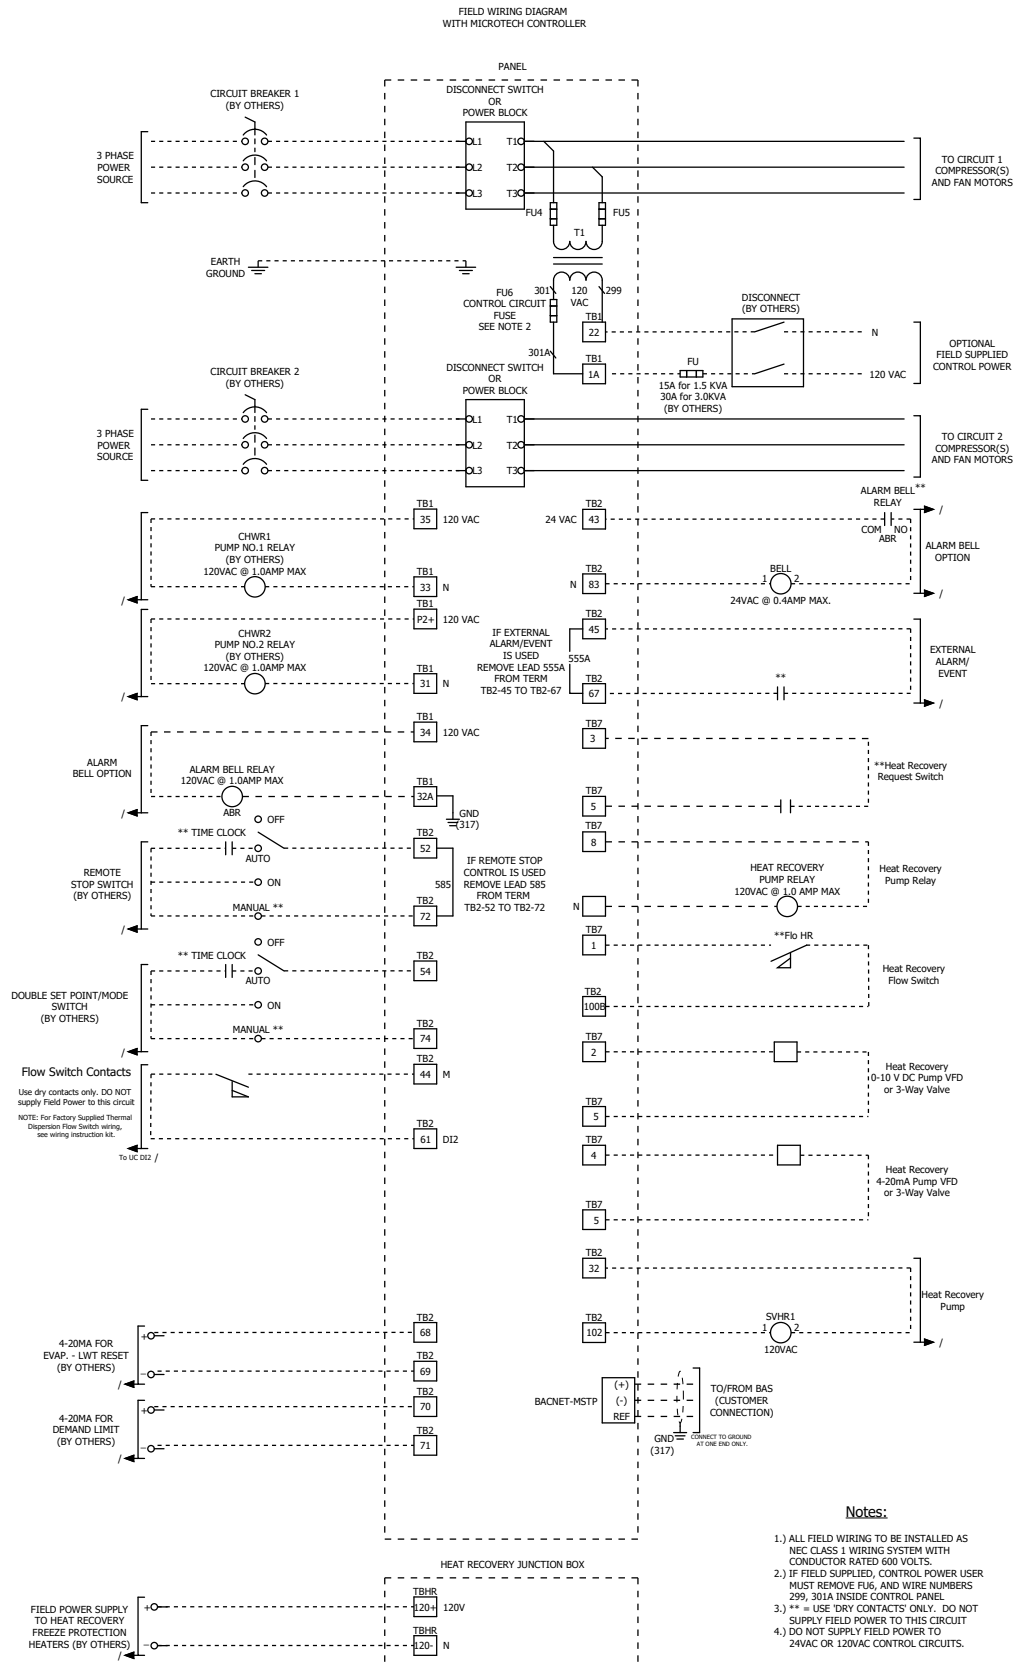 FIELD WIRING DIAGRAM
WITH MICROTECH CONTROLLER
PANEL
CIRCUIT BREAKER 1
(BY OTHERS)
DISCONNECT SWITCH
OR
POWER BLOCK
3 PHASE
POWER
SOURCE
L1
T1
L2
T2
L3
T3
TO CIRCUIT 1
COMPRESSOR(S)
AND FAN MOTORS
FU4
FU5
T1
EARTH
GROUND
301
120
VAC
299
FU6
CONTROL CIRCUIT
FUSE
SEE NOTE 2
TB1
22
301A
TB1
1A
DISCONNECT
(BY OTHERS)
N
FU
120 VAC
15A for 1.5 KVA
30A for 3.0KVA
(BY OTHERS)
OPTIONAL
FIELD SUPPLIED
CONTROL POWER
CIRCUIT BREAKER 2
(BY OTHERS)
DISCONNECT SWITCH
OR
POWER BLOCK
3 PHASE
POWER
SOURCE
L1
T1
L2
T2
L3
T3
TO CIRCUIT 2
COMPRESSOR(S)
AND FAN MOTORS
TB1
35
120 VAC
CHWR1
PUMP NO.1 RELAY
(BY OTHERS)
120VAC @ 1.0AMP MAX
TB1
33
N
/
TB1
P2+
120 VAC
CHWR2
PUMP NO.2 RELAY
(BY OTHERS)
120VAC @ 1.0AMP MAX
TB1
31
N
/
TB1
34
120 VAC
ALARM
BELL OPTION
ALARM BELL RELAY
120VAC @ 1.0AMP MAX
ABR
TB1
32A
GND
(317)
/
OFF
** TIME CLOCK
AUTO
TB2
52
REMOTE
STOP SWITCH
(BY OTHERS)
ON
MANUAL **
585
TB2
72
IF REMOTE STOP
CONTROL IS USED
REMOVE LEAD 585
FROM TERM
TB2-52 TO TB2-72
/
OFF
** TIME CLOCK
AUTO
TB2
54
DOUBLE SET POINT/MODE
SWITCH
(BY OTHERS)
ON
MANUAL **
TB2
74
/
Flow Switch Contacts
Use dry contacts only. DO NOT
supply Field Power to this circuit
NOTE: For Factory Supplied Thermal
Dispersion Flow Switch wiring,
see wiring instruction kit.
To UC DI2 /
TB2
44
M
TB2
61
DI2
4-20MA FOR
EVAP. - LWT RESET
(BY OTHERS)
+
-
TB2
68
TB2
69
/
4-20MA FOR
DEMAND LIMIT
(BY OTHERS)
+
-
TB2
70
TB2
71
/
24 VAC
TB2
43
ALARM BELL **
RELAY
COM
NO
ABR
/
ALARM BELL
OPTION
N
TB2
83
BELL
1
2
24VAC @ 0.4AMP MAX.
/
TB2
45
IF EXTERNAL
ALARM/EVENT
IS USED
REMOVE LEAD 555A
FROM TERM
TB2-45 TO TB2-67
555A
TB2
67
**
EXTERNAL
ALARM/
EVENT
/
TB7
3
**Heat Recovery
Request Switch
TB7
5
TB7
8
HEAT RECOVERY
PUMP RELAY
120VAC @ 1.0 AMP MAX
Heat Recovery
Pump Relay
N
TB7
1
**Flo HR
Heat Recovery
Flow Switch
TB2
100B
TB7
2
Heat Recovery
0-10 V DC Pump VFD
or 3-Way Valve
TB7
5
TB7
4
Heat Recovery
4-20mA Pump VFD
or 3-Way Valve
TB7
5
TB2
32
Heat Recovery
Pump
TB2
102
SVHR1
1
2
120VAC
/
BACNET-MSTP
(+)
(-)
REF
TO/FROM BAS
(CUSTOMER
CONNECTION)
GND
(317)
CONNECT TO GROUND
AT ONE END ONLY.
HEAT RECOVERY JUNCTION BOX
FIELD POWER SUPPLY
TO HEAT RECOVERY
FREEZE PROTECTION
HEATERS (BY OTHERS)
+
-
TBHR
120+
120V
TBHR
120-
N
/
Notes:
1.) ALL FIELD WIRING TO BE INSTALLED AS
NEC CLASS 1 WIRING SYSTEM WITH
CONDUCTOR RATED 600 VOLTS.
2.) IF FIELD SUPPLIED, CONTROL POWER USER
MUST REMOVE FU6, AND WIRE NUMBERS
299, 301A INSIDE CONTROL PANEL
3.) ** = USE 'DRY CONTACTS' ONLY. DO NOT
SUPPLY FIELD POWER TO THIS CIRCUIT
4.) DO NOT SUPPLY FIELD POWER TO
24VAC OR 120VAC CONTROL CIRCUITS.